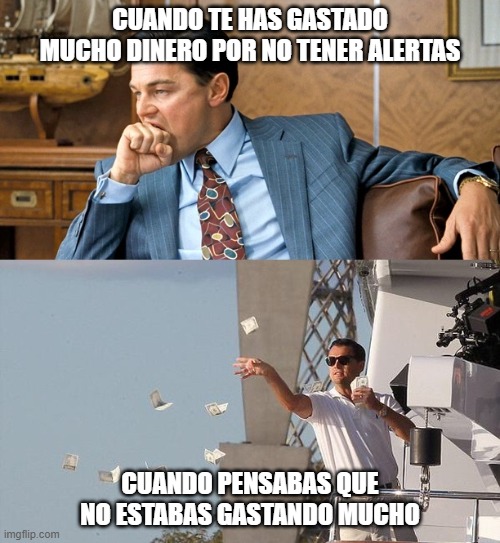 CUANDO TE HAS GASTADO
MUCHO DINERO POR NO TENER ALERTAS
CUANDO PENSABAS QUE
NO ESTABAS GASTANDO MUCHO
imgflip.com